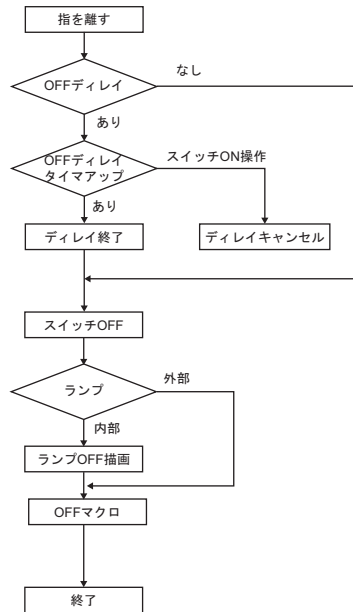 指を離す
OFFディレイ
なし
あり
OFFディレイ
タイマアップ
スイッチON操作
あり
ディレイ終了
ディレイキャンセル
スイッチOFF
ランプ
外部
内部
ランプOFF描画
OFFマクロ
終了